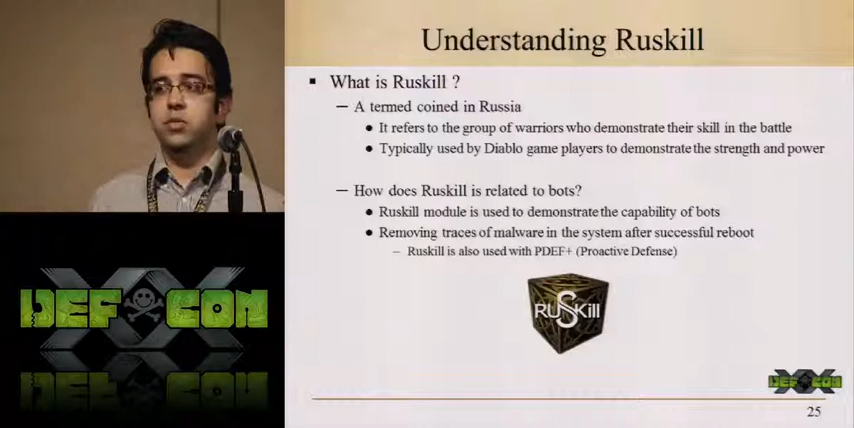 Understanding Ruskill
What is Ruskill ?
– A termed coined in Russia
It refers to the group of warriors who demonstrate their skill in the battle
Typically used by Diablo game players to demonstrate the strength and power
– How does Ruskill is related to bots?
Ruskill module is used to demonstrate the capability of bots
Removing traces of malware in the system after successful reboot
– Ruskill is also used with PDEF+ (Proactive Defense)
RUSKill
DEF CON
XX
DEF CON
XX
25